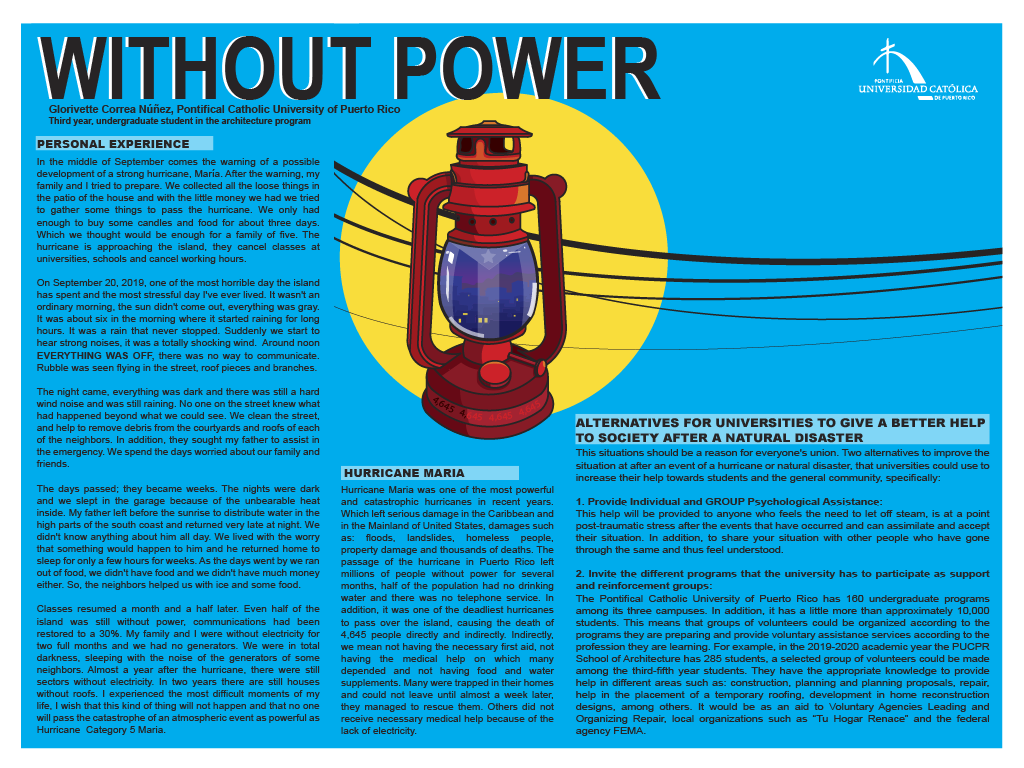 WITHOUT POWER
Glorivette Correa Núñez, Pontifical Catholic University of Puerto Rico
Third year, undergraduate student in the architecture program
PONTIFICIA
UNIVERSIDAD CATÓLICA
DE PUERTO RICO
PERSONAL EXPERIENCE
In the middle of September comes the warning of a possible
development of a strong hurricane, María. After the warning, my
family and I tried to prepare. We collected all the loose things in
the patio of the house and with the little money we had we tried
to gather some things to pass the hurricane. We only had
enough to buy some candles and food for about three days.
Which we thought would be enough for a family of five. The
hurricane is approaching the island, they cancel classes at
universities, schools and cancel working hours.
On September 20, 2019, one of the most horrible day the island
has spent and the most stressful day I've ever lived. It wasn't an
ordinary morning, the sun didn't come out, everything was gray.
It was about six in the morning where it started raining for long
hours. It was a rain that never stopped. Suddenly we start to
hear strong noises, it was a totally shocking wind. Around noon
EVERYTHING WAS OFF, there was no way to communicate.
Rubble was seen flying in the street, roof pieces and branches.
The night came, everything was dark and there was still a hard
wind noise and was still raining. No one on the street knew what
had happened beyond what we could see. We clean the street,
and help to remove debris from the courtyards and roofs of each
of the neighbors. In addition, they sought my father to assist in
the emergency. We spend the days worried about our family and
friends.
The days passed; they became weeks. The nights were dark
and we slept in the garage because of the unbearable heat
inside. My father left before the sunrise to distribute water in the
high parts of the south coast and returned very late at night. We
didn't know anything about him all day. We lived with the worry
that something would happen to him and he returned home to
sleep for only a few hours for weeks. As the days went by we ran
out of food, we didn't have food and we didn't have much money
either. So, the neighbors helped us with ice and some food.
Classes resumed a month and a half later. Even half of the
island was still without power, communications had been
restored to a 30%. My family and I were without electricity for
two full months and we had no generators. We were in total
darkness, sleeping with the noise of the generators of some
neighbors. Almost a year after the hurricane, there were still
sectors without electricity. In two years there are still houses
without roofs. I experienced the most difficult moments of my
life, I wish that this kind of thing will not happen and that no one
will pass the catastrophe of an atmospheric event as powerful as
Hurricane Category 5 Maria.
4,645
HURRICANE MARIA
Hurricane Maria was one of the most powerful
and catastrophic hurricanes in recent years.
Which left serious damage in the Caribbean and
in the Mainland of United States, damages such
as: floods, landslides, homeless people,
property damage and thousands of deaths. The
passage of the hurricane in Puerto Rico left
millions of people without power for several
months, half of the population had no drinking
water and there was no telephone service. In
addition, it was one of the deadliest hurricanes
to pass over the island, causing the death of
4,645 people directly and indirectly. Indirectly,
we mean not having the necessary first aid, not
having the medical help on which many
depended and not having food and water
supplements. Many were trapped in their homes
and could not leave until almost a week later,
they managed to rescue them. Others did not
receive necessary medical help because of the
lack of electricity.
ALTERNATIVES FOR UNIVERSITIES TO GIVE A BETTER HELP
TO SOCIETY AFTER A NATURAL DISASTER
This situations should be a reason for everyone's union. Two alternatives to improve the
situation at after an event of a hurricane or natural disaster, that universities could use to
increase their help towards students and the general community, specifically:
1. Provide Individual and GROUP Psychological Assistance:
This help will be provided to anyone who feels the need to let off steam, is at a point
post-traumatic stress after the events that have occurred and can assimilate and accept
their situation. In addition, to share your situation with other people who have gone
through the same and thus feel understood.
2. Invite the different programs that the university has to participate as support
and reinforcement groups:
The Pontifical Catholic University of Puerto Rico has 160 undergraduate programs
among its three campuses. In addition, it has a little more than approximately 10,000
students. This means that groups of volunteers could be organized according to the
programs they are preparing and provide voluntary assistance services according to the
profession they are learning. For example, in the 2019-2020 academic year the PUCPR
School of Architecture has 285 students, a selected group of volunteers could be made
among the third-fifth year students. They have the appropriate knowledge to provide
help in different areas such as: construction, planning and planning proposals, repair,
help in the placement of a temporary roofing, development in home reconstruction
designs, among others. It would be as an aid to Voluntary Agencies Leading and
Organizing Repair, local organizations such as "Tu Hogar Renace" and the federal
agency FEMA.